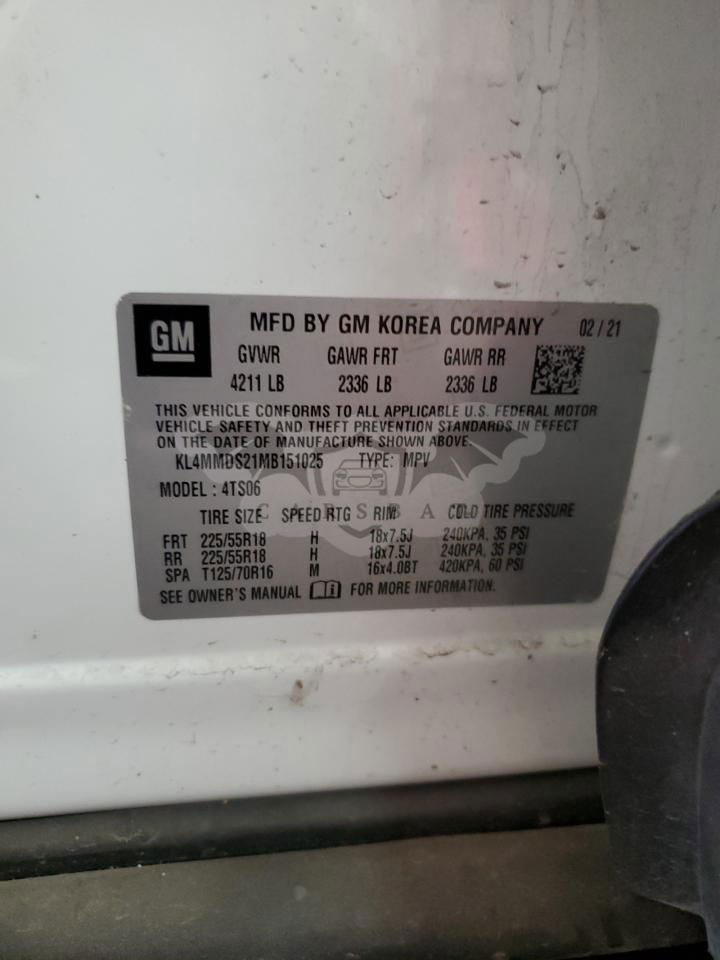 GM MFD BY GM KOREA COMPANY 02 / 21
GVWR GAWR FRT GAWR RR
4211 LB 2336 LB 2336 LB
THIS VEHICLE CONFORMS TO ALL APPLICABLE U.S. FEDERAL MOTOR
VEHICLE SAFETY AND THEFT PREVENTION STANDARDS IN EFFECT
ON THE DATE OF MANUFACTURE SHOWN ABOVE.
KL4MMDS21MB151025 TYPE: MPV
MODEL : 4TS06
CARSBA
TIRE SIZE SPEED RTG RIM COLD TIRE PRESSURE
FRT 225/55R18 H 18x7.5J 240KPA, 35 PSI
RR 225/55R18 H 18x7.5J 240KPA, 35 PSI
SPA T125/70R16 M 16x4.0BT 420KPA, 60 PSI
SEE OWNER'S MANUAL FOR MORE INFORMATION.